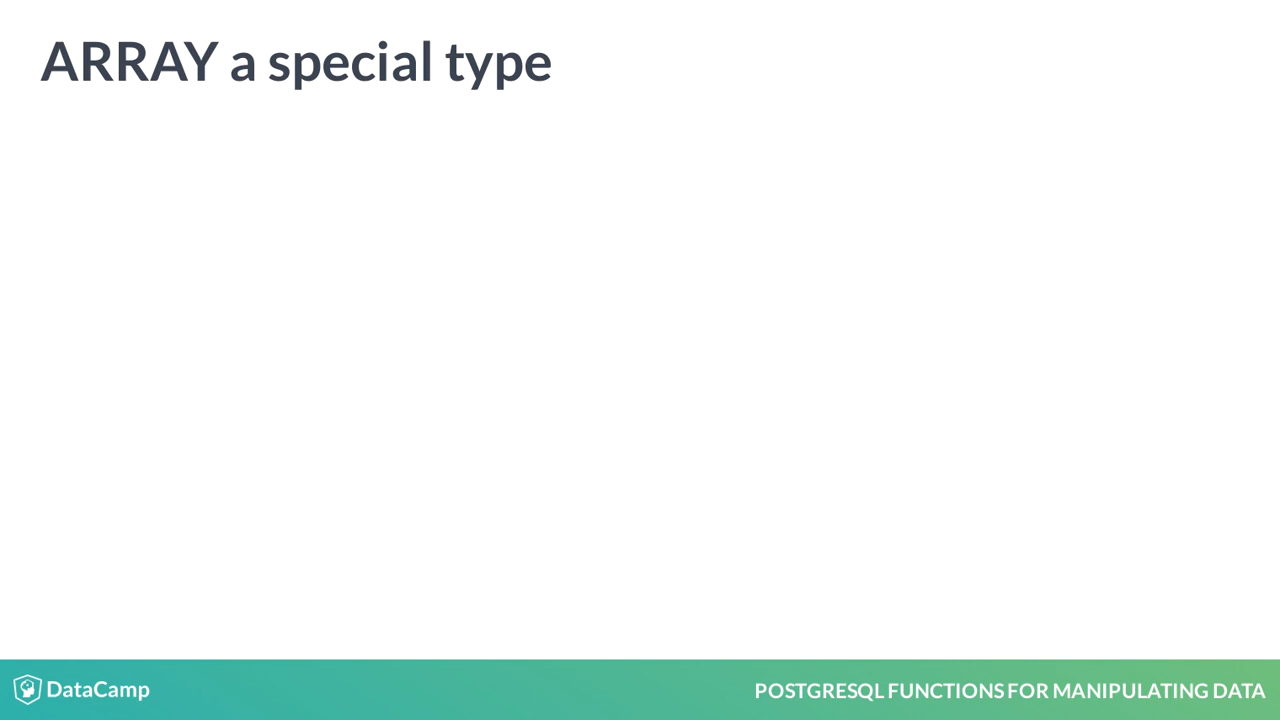 ARRAY a special type
DataCamp
POSTGRESQL FUNCTIONS FOR MANIPULATING DATA